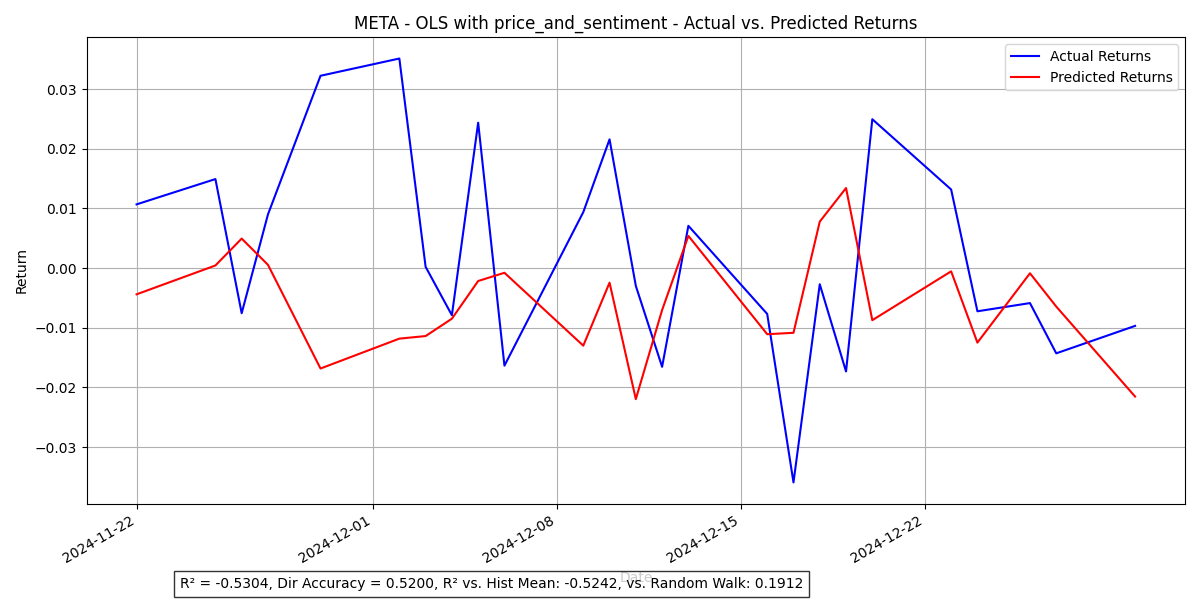 META - OLS with price_and_sentiment - Actual vs. Predicted Returns
Actual Returns
Predicted Returns
Return
0.03
0.02
0.01
0.00
−0.01
−0.02
−0.03
2024-11-22
2024-12-01
2024-12-08
2024-12-15
2024-12-22
Date
R² = -0.5304, Dir Accuracy = 0.5200, R² vs. Hist Mean: -0.5242, vs. Random Walk: 0.1912